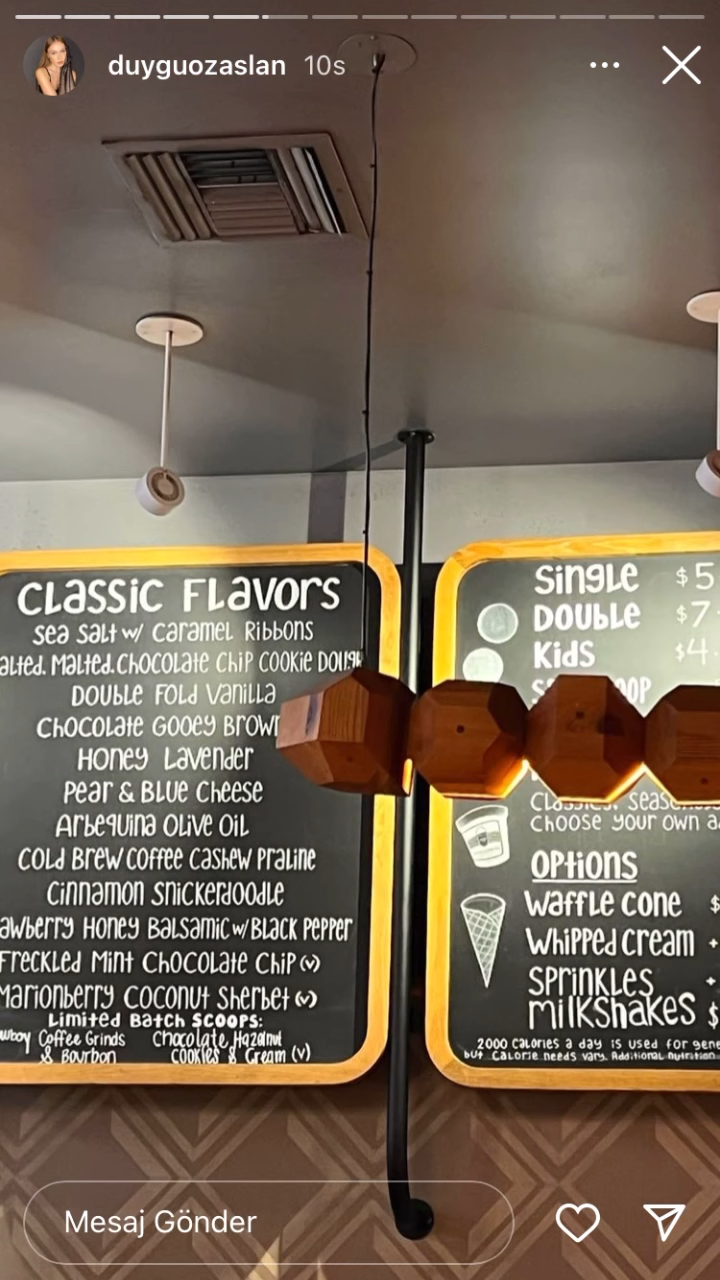 duyguozaslan 10s
Classic Flavors
Sea Salt w/ Caramel Ribbons
alted. Malted. Chocolate Chip Cookie Dough
Double Fold Vanilla
Chocolate Gooey Brown
Honey Lavender
Pear & Blue Cheese
Arbequina Olive Oil
Cold Brew Coffee Cashew Praline
Cinnamon Snickerdoodle
awberry Honey Balsamic w/ Black Pepper
Freckled Mint Chocolate Chip (v)
Marionberry Coconut Sherbet (v)
Limited Batch Scoops:
wboy Coffee Grinds
& Bourbon
Chocolate Hazelnut
Cookies & Cream (v)
Single $5
Double $7
Kids $4.
Choose your own a
Options
Waffle Cone $
Whipped Cream +
Sprinkles +
Milkshakes $
2000 calories a day is used for gene
but calorie needs vary. Additional nutrition
Mesaj Gönder